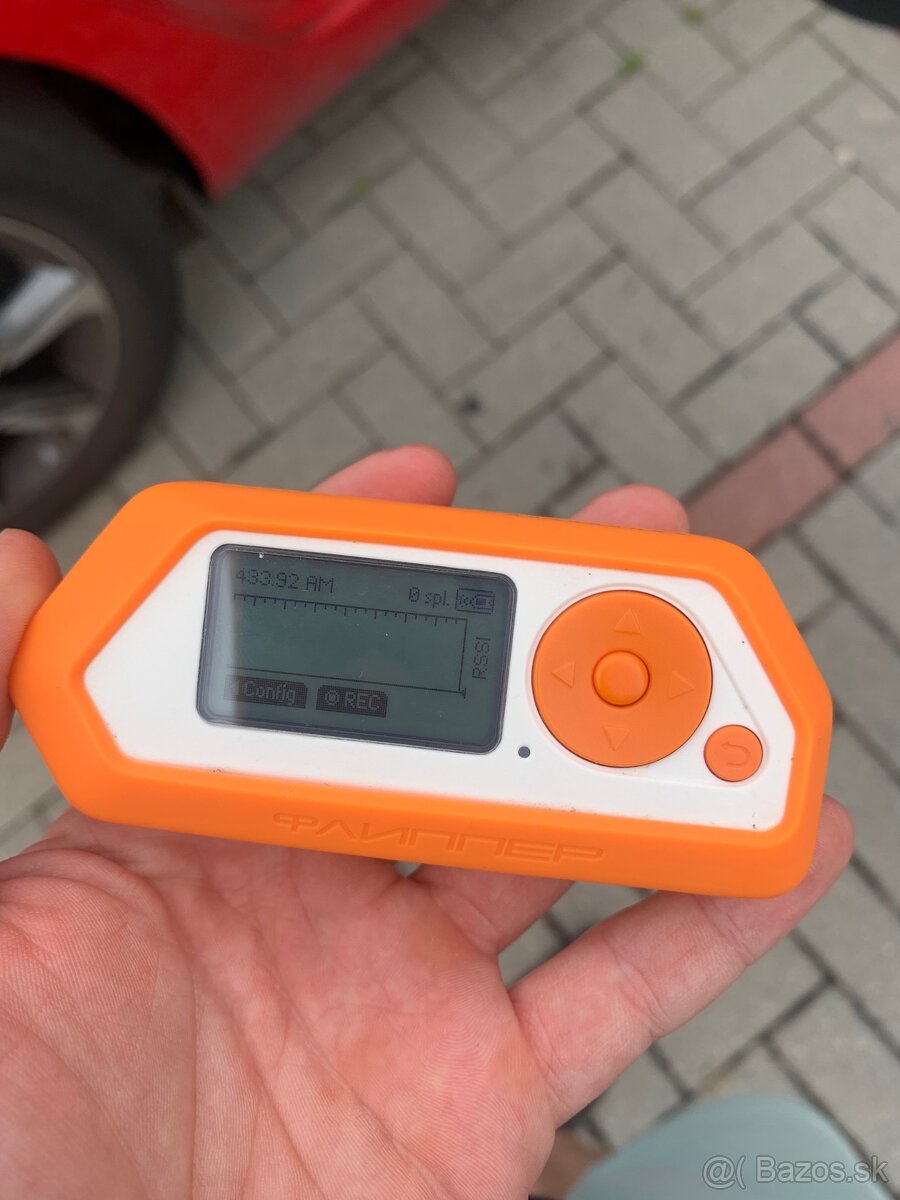 433.92 AM
0 spl.
RSSI
Config
REC
ФЛИППЕР
@( Bazos.sk